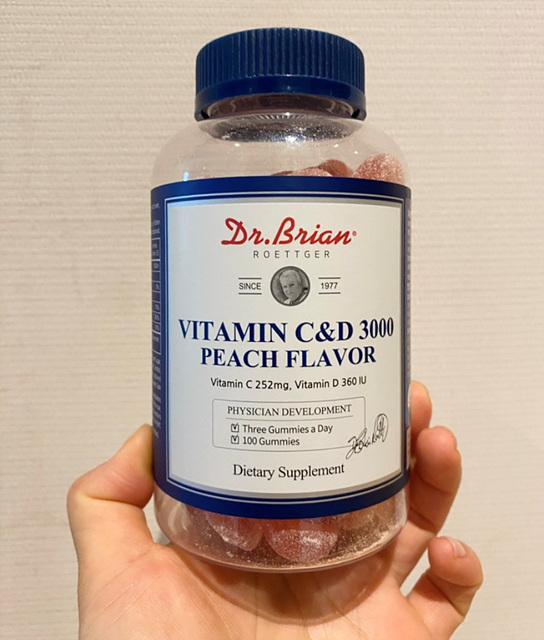 Dr.Brian®
ROETTGER
SINCE 1977
VITAMIN C&D 3000
PEACH FLAVOR
Vitamin C 252mg, Vitamin D 360 IU
PHYSICIAN DEVELOPMENT
☑ Three Gummies a Day
☑ 100 Gummies
Dietary Supplement